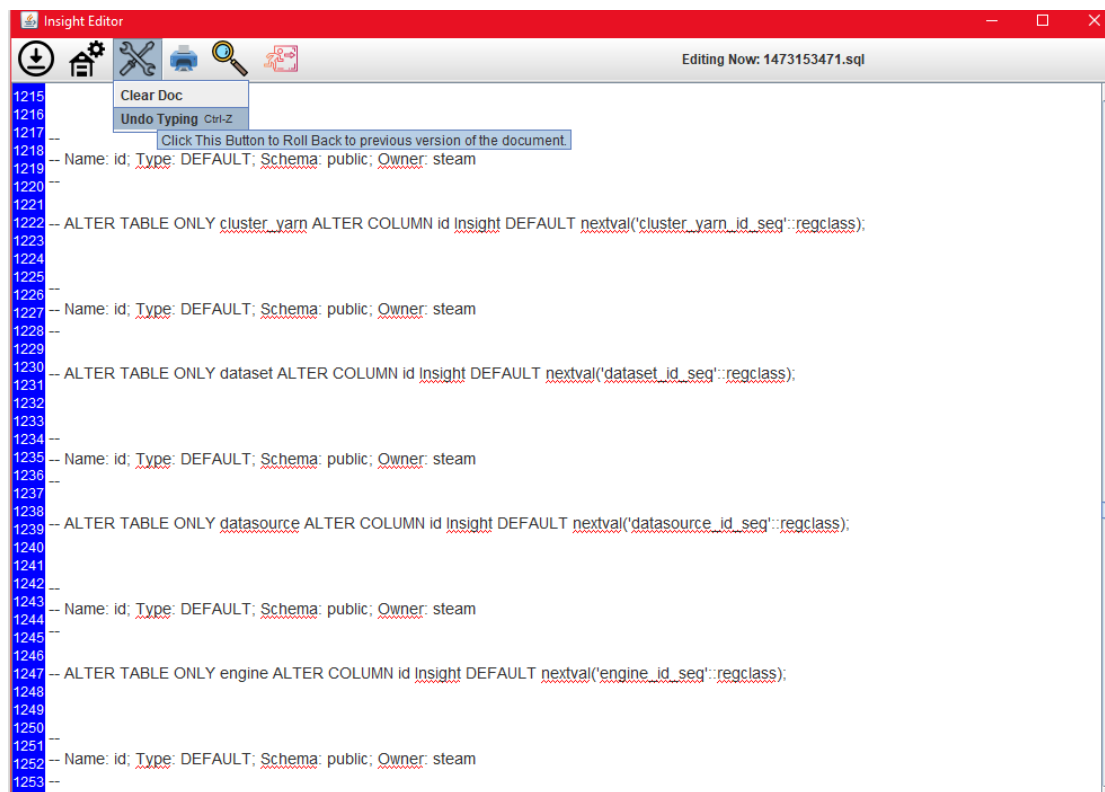 Insight Editor
Editing Now: 1473153471.sql
Clear Doc
Undo Typing Ctrl-Z
Click This Button to Roll Back to previous version of the document.
1215
1216
1217 --
1218
1219 -- Name: id; Type: DEFAULT; Schema: public; Owner: steam
1220 --
1221
1222 -- ALTER TABLE ONLY cluster_yarn ALTER COLUMN id Insight DEFAULT nextval('cluster_yarn_id_seq'::regclass);
1223
1224
1225
1226 --
1227 -- Name: id; Type: DEFAULT; Schema: public; Owner: steam
1228 --
1229
1230 -- ALTER TABLE ONLY dataset ALTER COLUMN id Insight DEFAULT nextval('dataset_id_seq'::regclass);
1231
1232
1233
1234 --
1235 -- Name: id; Type: DEFAULT; Schema: public; Owner: steam
1236 --
1237
1238
1239 -- ALTER TABLE ONLY datasource ALTER COLUMN id Insight DEFAULT nextval('datasource_id_seq'::regclass);
1240
1241
1242 --
1243 -- Name: id; Type: DEFAULT; Schema: public; Owner: steam
1244
1245 --
1246
1247 -- ALTER TABLE ONLY engine ALTER COLUMN id Insight DEFAULT nextval('engine_id_seq'::regclass);
1248
1249
1250
1251 --
1252 -- Name: id; Type: DEFAULT; Schema: public; Owner: steam
1253 --